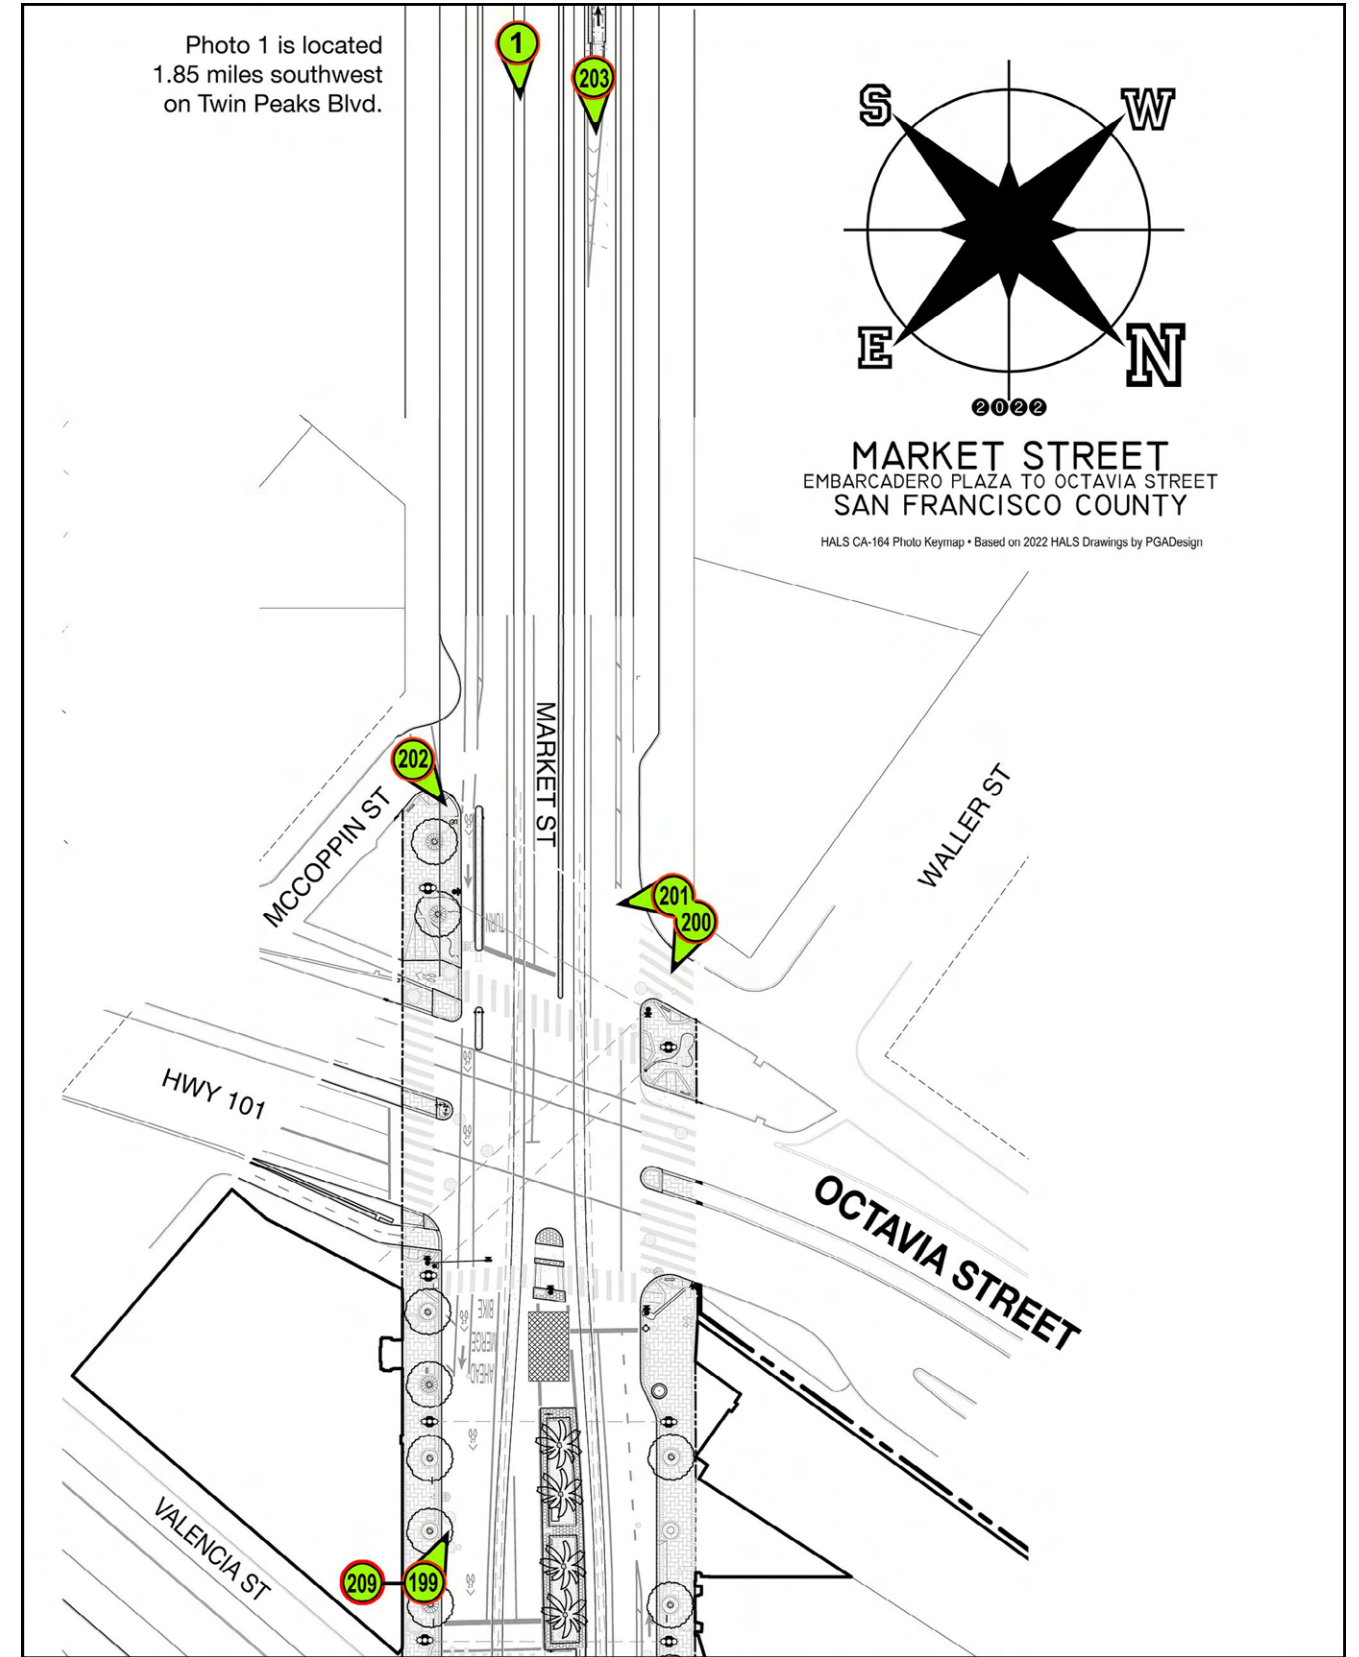 Photo 1 is located
1.85 miles southwest
on Twin Peaks Blvd.
1
203
S
W
E
N
2022
MARKET STREET
EMBARCADERO PLAZA TO OCTAVIA STREET
SAN FRANCISCO COUNTY
HALS CA-164 Photo Keymap • Based on 2022 HALS Drawings by PGADesign
MARKET ST
202
MCCOPPIN ST
WALLER ST
201
200
TURN
HWY 101
OCTAVIA STREET
BIKE
MERGE
AHEAD
VALENCIA ST
209
199